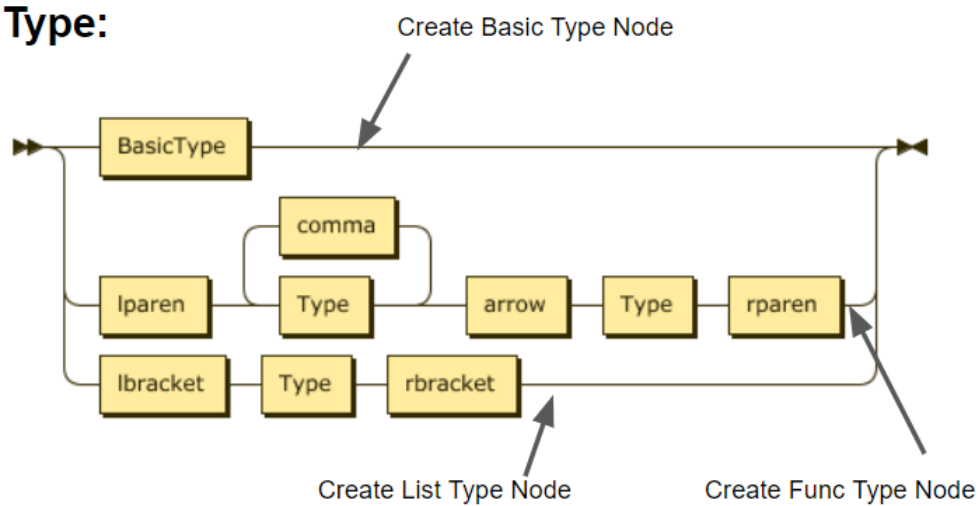 Type:
Create Basic Type Node
BasicType
comma
lparen Type arrow Type rparen
lbracket Type rbracket
Create List Type Node Create Func Type Node